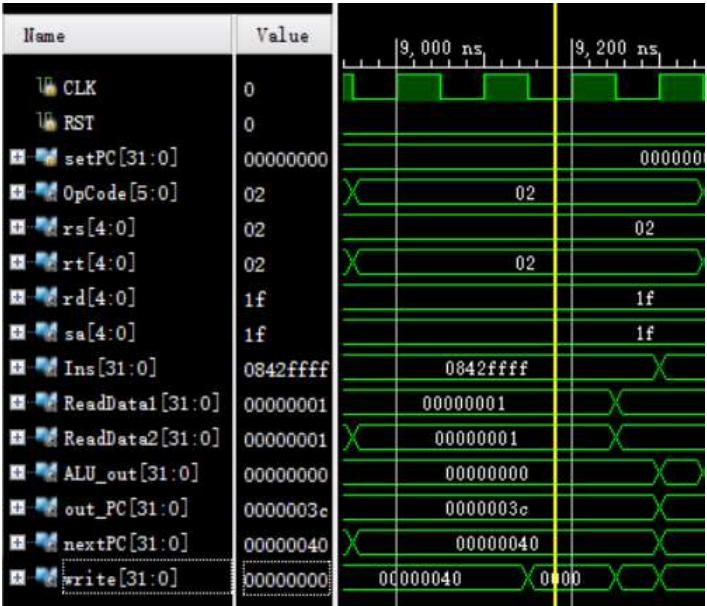 Name Value
9,000 ns 9,200 ns
CLK 0
RST 0
setPC[31:0] 00000000 000000
OpCode[5:0] 02 02
rs[4:0] 02 02
rt[4:0] 02 02
rd[4:0] 1f 1f
sa[4:0] 1f 1f
Ins[31:0] 0842ffff 0842ffff
ReadData1[31:0] 00000001 00000001
ReadData2[31:0] 00000001 00000001
ALU_out[31:0] 00000000 00000000
out_PC[31:0] 0000003c 0000003c
nextPC[31:0] 00000040 00000040
write[31:0] 00000000 00000040 0000